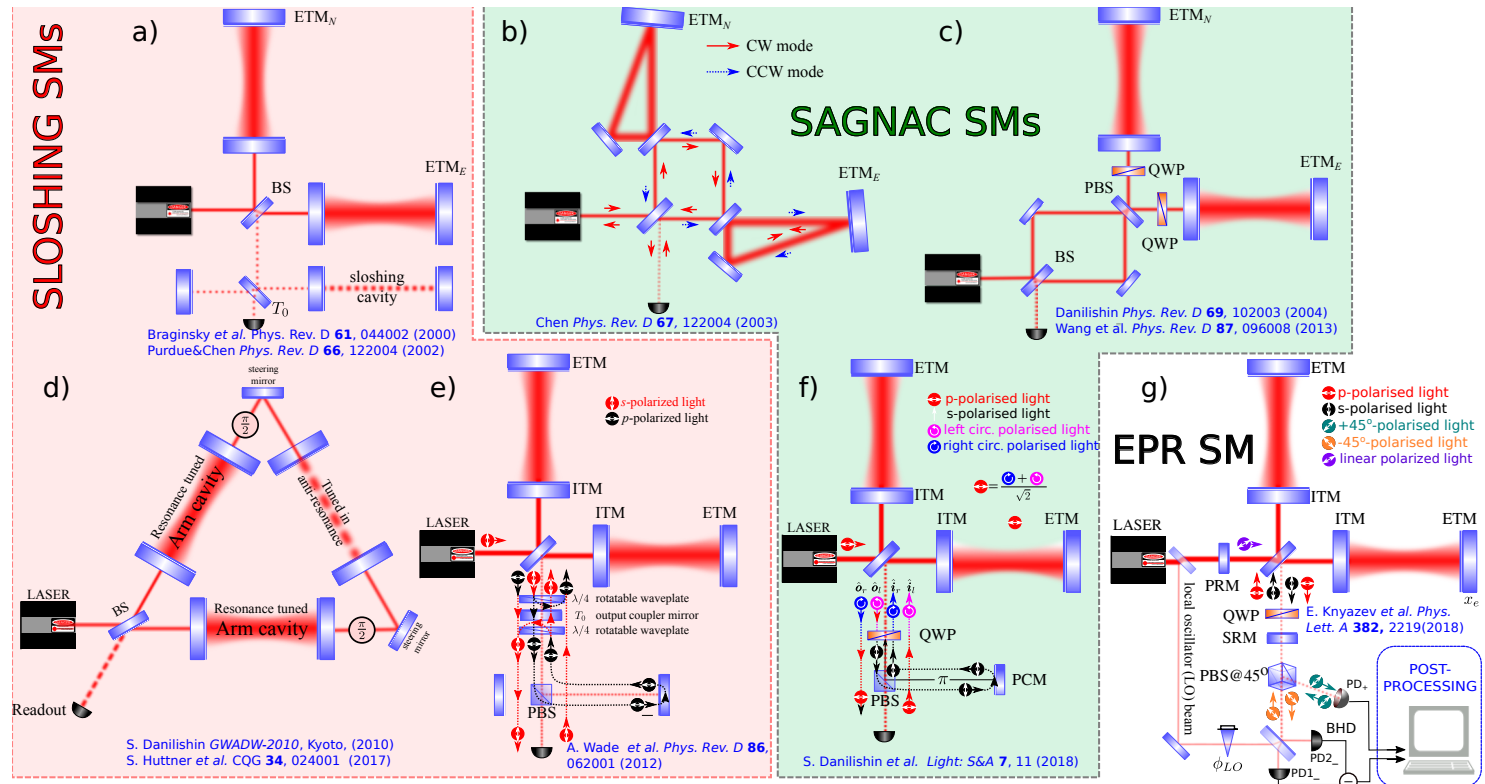 SLOSHING SMs
a)
ETM_N
ETM_E
BS
sloshing
cavity
T_0
Braginsky et al. Phys. Rev. D 61, 044002 (2000)
Purdue&Chen Phys. Rev. D 66, 122004 (2002)
b)
ETM_N
CW mode
CCW mode
SAGNAC SMs
ETM_E
Chen Phys. Rev. D 67, 122004 (2003)
c)
ETM_N
QWP
PBS
ETM_E
QWP
BS
Danilishin Phys. Rev. D 69, 102003 (2004)
Wang et al. Phys. Rev. D 87, 096008 (2013)
d)
steering
mirror
π/2
Resonance tuned
Arm cavity
Tuned in
anti-resonance
LASER
BS
Resonance tuned
Arm cavity
π/2
steering
mirror
Readout
S. Danilishin GWADW-2010, Kyoto, (2010)
S. Huttner et al. CQG 34, 024001 (2017)
e)
ETM
s-polarized light
p-polarized light
ITM
LASER
ITM
ETM
λ/4 rotatable waveplate
T_0 output coupler mirror
λ/4 rotatable waveplate
PBS
−
A. Wade et al. Phys. Rev. D 86,
062001 (2012)
f)
ETM
p-polarised light
s-polarised light
left circ. polarised light
right circ. polarised light
= + / √2
ITM
LASER
ITM
ETM
ô_r ô_l î_r î_l
QWP
π
PCM
PBS
S. Danilishin et al. Light: S&A 7, 11 (2018)
g)
ETM
p-polarised light
s-polarised light
+45°-polarised light
-45°-polarised light
linear polarized light
EPR SM
ITM
LASER
ITM
ETM
PRM
x_e
local oscillator (LO) beam
QWP
E. Knyazev et al. Phys.
Lett. A 382, 2219(2018)
SRM
PBS@45°
PD_+
POST-
PROCESSING
BHD
ϕ_LO
PD2_-
PD1_-
−